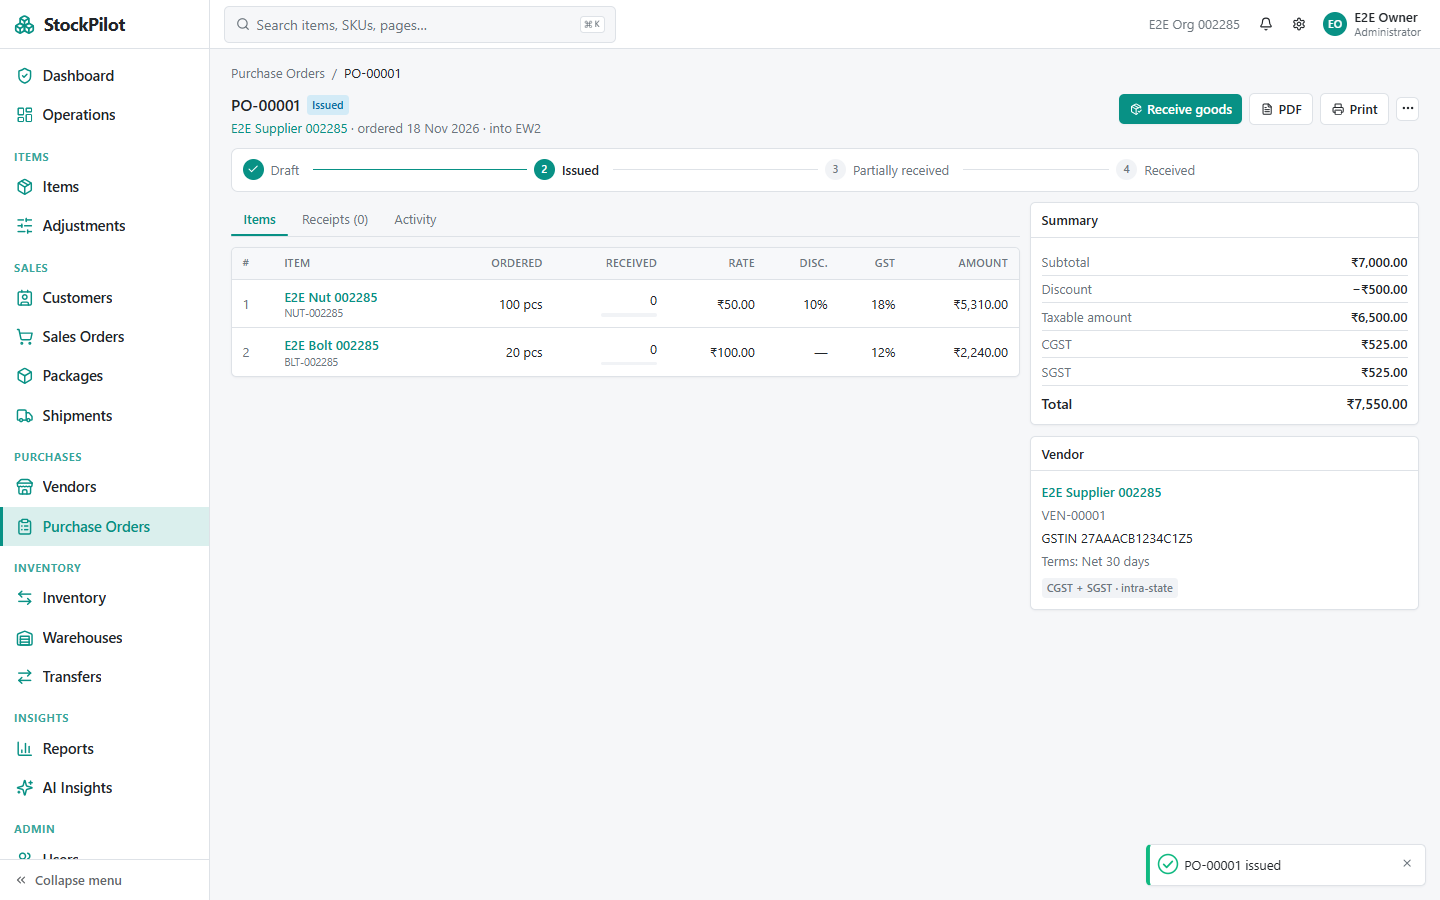 StockPilot
Search items, SKUs, pages...
⌘ K
E2E Org 002285
EO
E2E Owner
Administrator
Dashboard
Operations
ITEMS
Items
Adjustments
SALES
Customers
Sales Orders
Packages
Shipments
PURCHASES
Vendors
Purchase Orders
INVENTORY
Inventory
Warehouses
Transfers
INSIGHTS
Reports
AI Insights
ADMIN
Users
Collapse menu
Purchase Orders / PO-00001
PO-00001 Issued
E2E Supplier 002285 · ordered 18 Nov 2026 · into EW2
Receive goods
PDF
Print
Draft
2 Issued
3 Partially received
4 Received
Items Receipts (0) Activity
# ITEM ORDERED RECEIVED RATE DISC. GST AMOUNT
1 E2E Nut 002285 100 pcs 0 ₹50.00 10% 18% ₹5,310.00
NUT-002285
2 E2E Bolt 002285 20 pcs 0 ₹100.00 — 12% ₹2,240.00
BLT-002285
Summary
Subtotal ₹7,000.00
Discount −₹500.00
Taxable amount ₹6,500.00
CGST ₹525.00
SGST ₹525.00
Total ₹7,550.00
Vendor
E2E Supplier 002285
VEN-00001
GSTIN 27AAACB1234C1Z5
Terms: Net 30 days
CGST + SGST · intra-state
PO-00001 issued